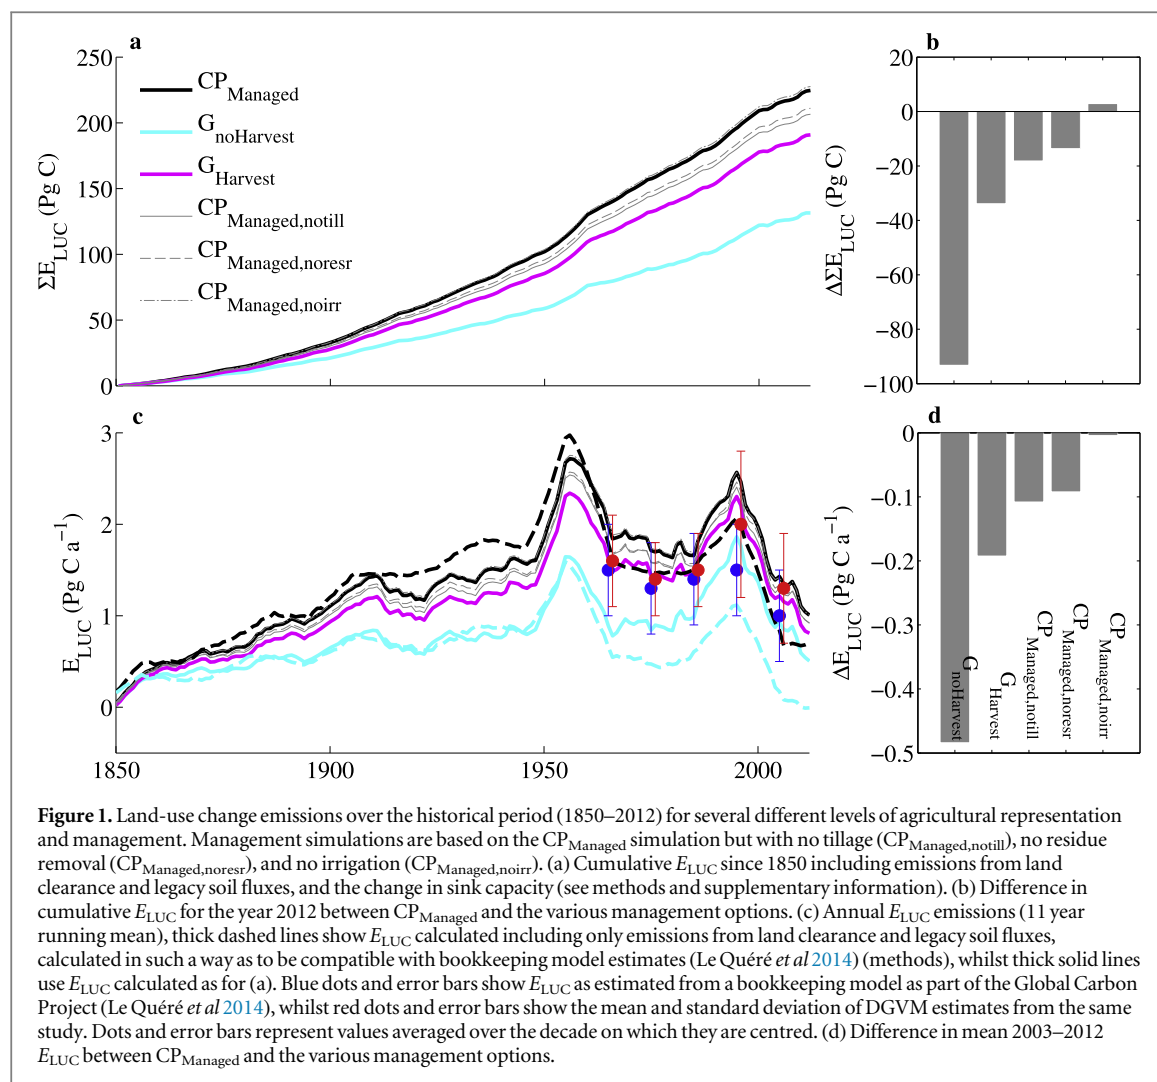 a
250
200
150
100
50
0
ΣE_LUC (Pg C)
CP_Managed
G_noHarvest
G_Harvest
CP_Managed,notill
CP_Managed,noresr
CP_Managed,noirr
b
20
0
−20
−40
−60
−80
−100
ΔΣE_LUC (Pg C)
c
3
2
1
0
E_LUC (Pg C a⁻¹)
1850
1900
1950
2000
d
0
−0.1
−0.2
−0.3
−0.4
−0.5
ΔE_LUC (Pg C a⁻¹)
G_noHarvest
G_Harvest
CP_Managed,notill
CP_Managed,noresr
CP_Managed,noirr
Figure 1. Land-use change emissions over the historical period (1850–2012) for several different levels of agricultural representation
and management. Management simulations are based on the CP_Managed simulation but with no tillage (CP_Managed,notill), no residue
removal (CP_Managed,noresr), and no irrigation (CP_Managed,noirr). (a) Cumulative E_LUC since 1850 including emissions from land
clearance and legacy soil fluxes, and the change in sink capacity (see methods and supplementary information). (b) Difference in
cumulative E_LUC for the year 2012 between CP_Managed and the various management options. (c) Annual E_LUC emissions (11 year
running mean), thick dashed lines show E_LUC calculated including only emissions from land clearance and legacy soil fluxes,
calculated in such a way as to be compatible with bookkeeping model estimates (Le Quéré et al 2014) (methods), whilst thick solid lines
use E_LUC calculated as for (a). Blue dots and error bars show E_LUC as estimated from a bookkeeping model as part of the Global Carbon
Project (Le Quéré et al 2014), whilst red dots and error bars show the mean and standard deviation of DGVM estimates from the same
study. Dots and error bars represent values averaged over the decade on which they are centred. (d) Difference in mean 2003–2012
E_LUC between CP_Managed and the various management options.